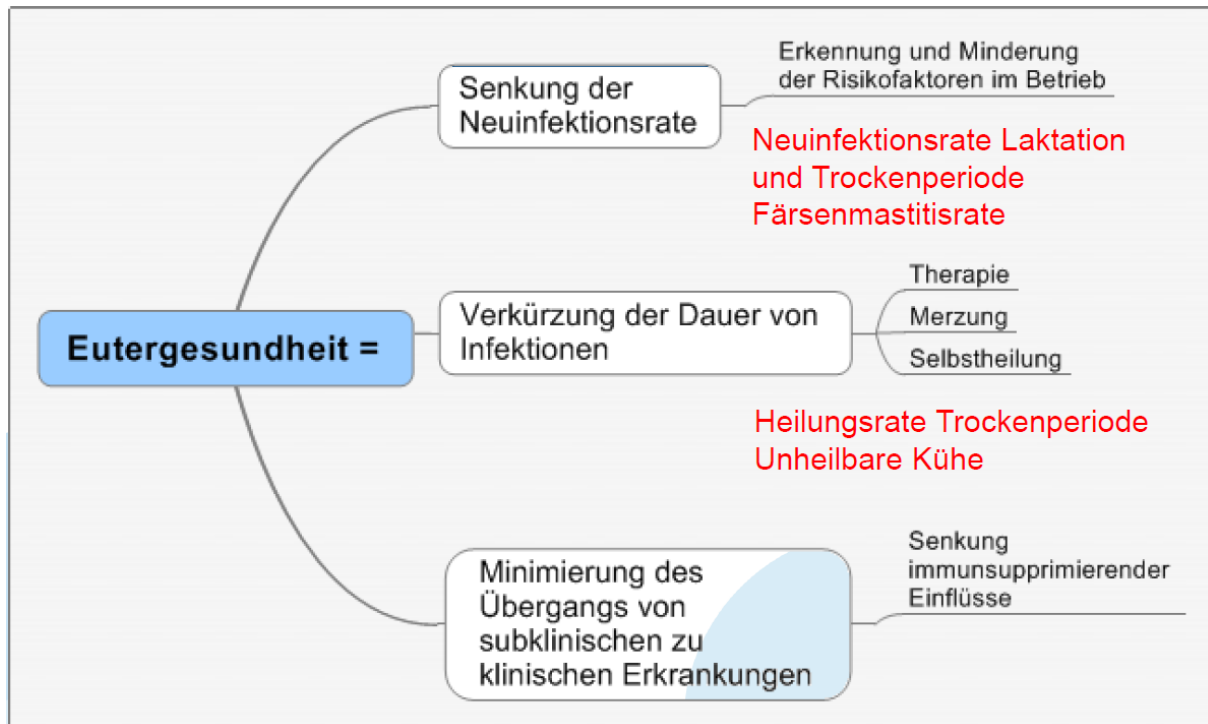 Eutergesundheit =
Senkung der
Neuinfektionsrate
Erkennung und Minderung
der Risikofaktoren im Betrieb
Neuinfektionsrate Laktation
und Trockenperiode
Färsenmastitisrate
Verkürzung der Dauer von
Infektionen
Therapie
Merzung
Selbstheilung
Heilungsrate Trockenperiode
Unheilbare Kühe
Minimierung des
Übergangs von
subklinischen zu
klinischen Erkrankungen
Senkung
immunsupprimierender
Einflüsse